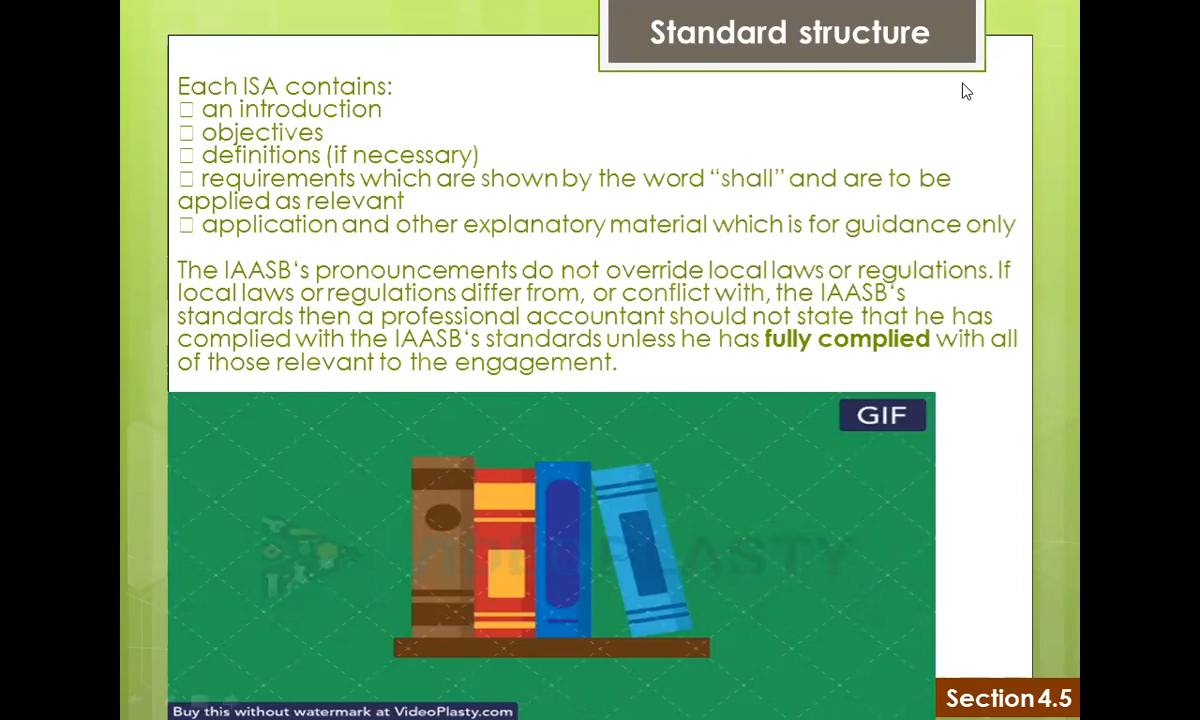 Standard structure
Each ISA contains:
□ an introduction
□ objectives
□ definitions (if necessary)
□ requirements which are shown by the word “shall” and are to be
applied as relevant
□ application and other explanatory material which is for guidance only
The IAASB‘s pronouncements do not override local laws or regulations. If
local laws or regulations differ from, or conflict with, the IAASB‘s
standards then a professional accountant should not state that he has
complied with the IAASB‘s standards unless he has fully complied with all
of those relevant to the engagement.
GIF
VIDEOPLASTY
Buy this without watermark at VideoPlasty.com
Section 4.5